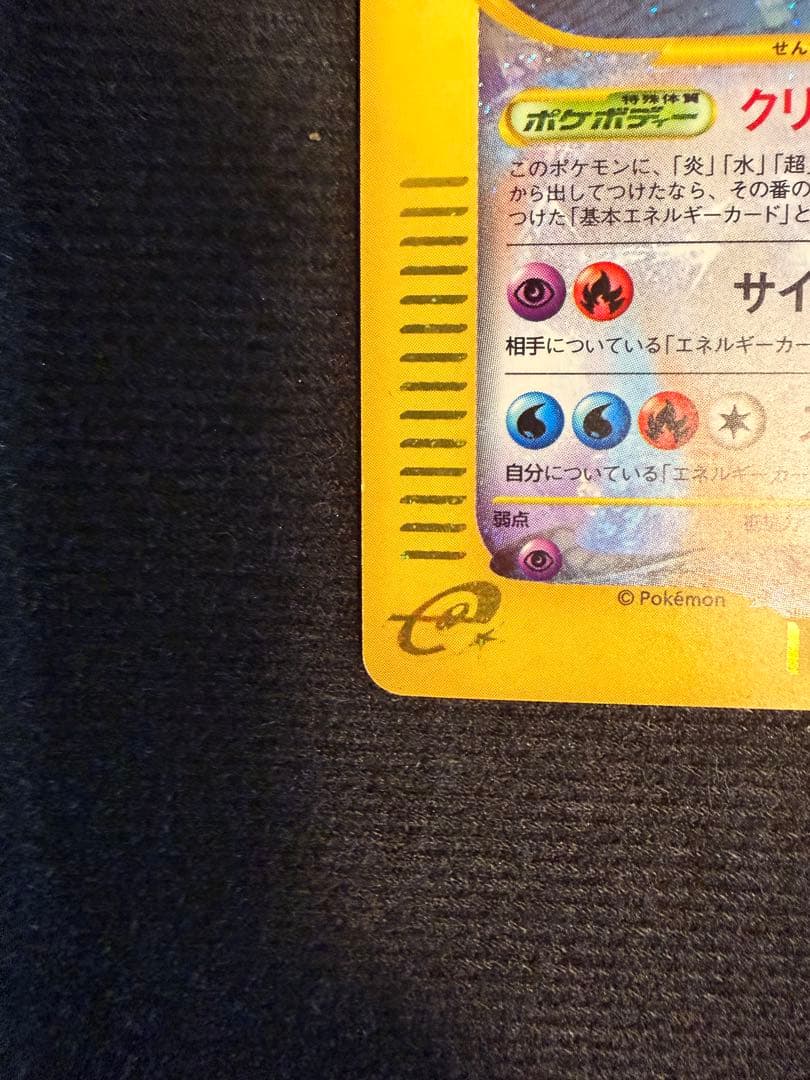 せん
特殊体質
ポケボディー
クリ
このポケモンに、「炎」「水」「超」
から出してつけたなら、その番の
つけた「基本エネルギーカード」と
サイ
相手についている「エネルギーカー
自分についている「エネルギーカー
弱点
抵抗力
© Pokémon
e